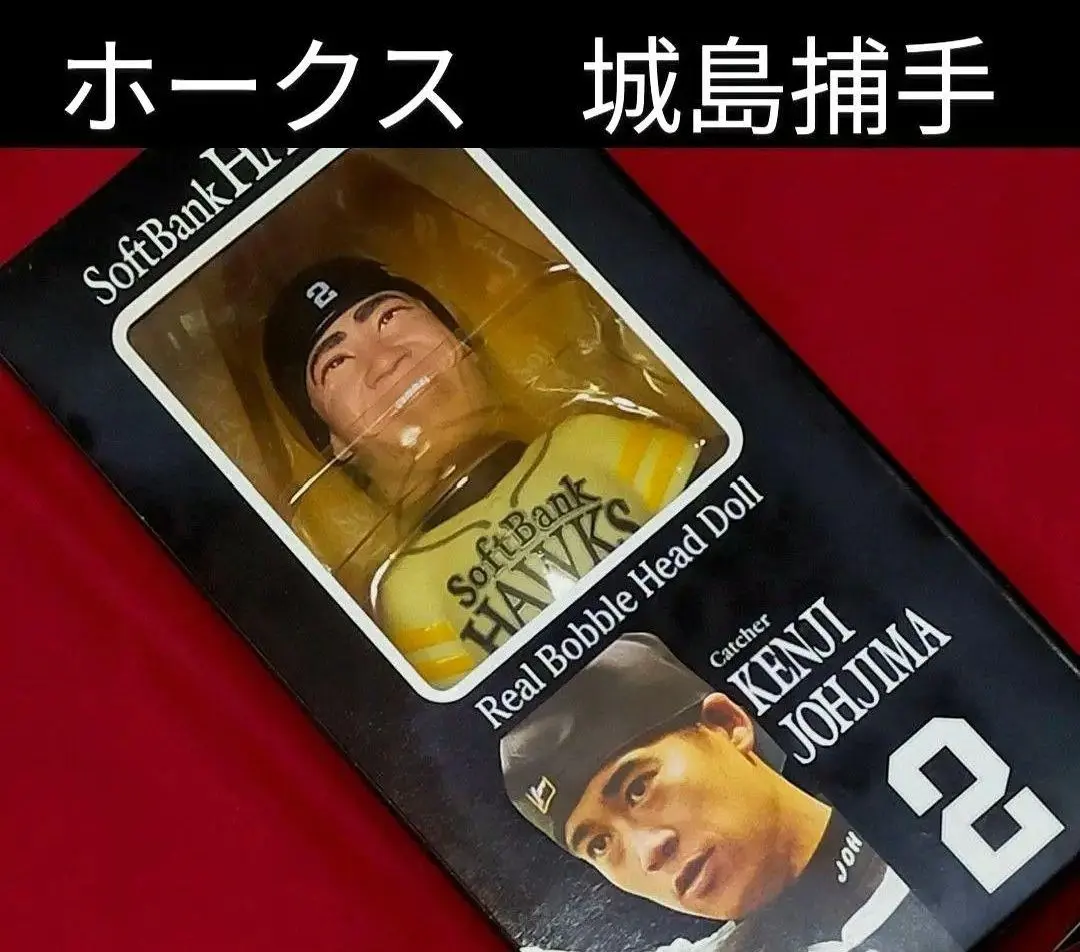 ホークス　城島捕手
SoftBank
2
SoftBank
HAWKS
Real Bobble Head Doll
Catcher
KENJI
JOHJIMA
2
JOH